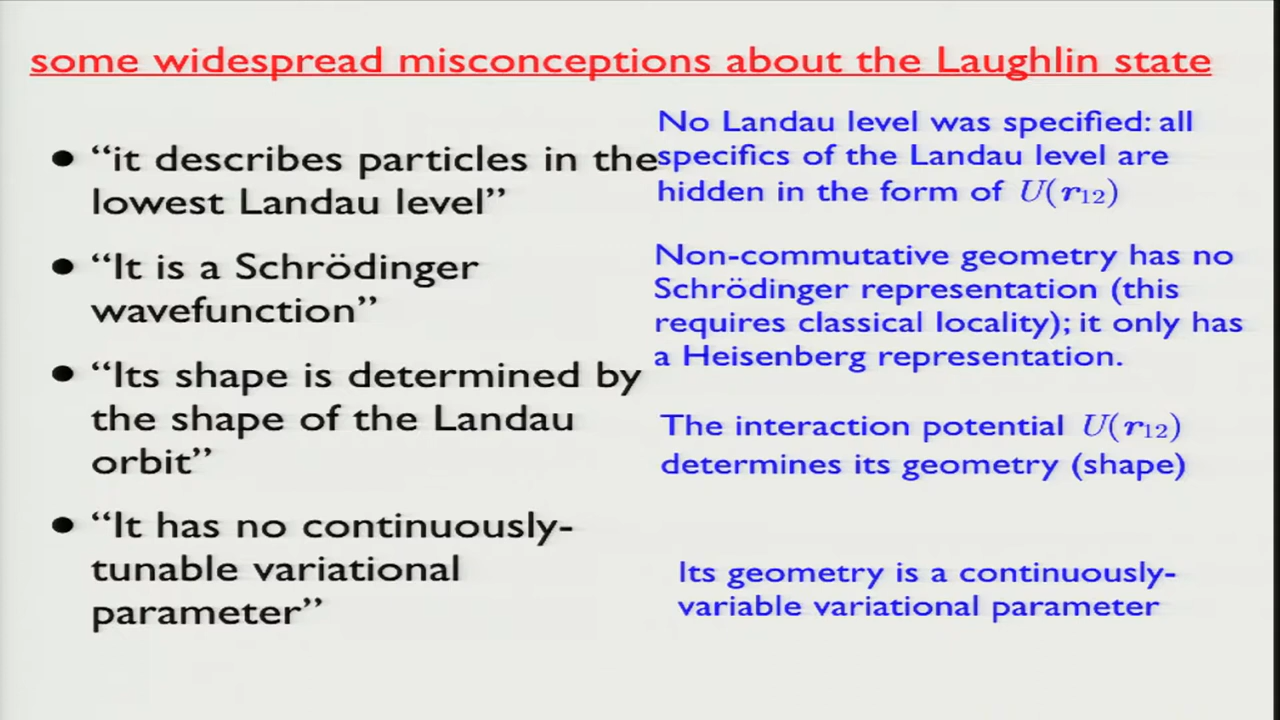 some widespread misconceptions about the Laughlin state
• “it describes particles in the
lowest Landau level”
No Landau level was specified: all
specifics of the Landau level are
hidden in the form of U(r₁₂)
• “It is a Schrödinger
wavefunction”
Non-commutative geometry has no
Schrödinger representation (this
requires classical locality); it only has
a Heisenberg representation.
• “Its shape is determined by
the shape of the Landau
orbit”
The interaction potential U(r₁₂)
determines its geometry (shape)
• “It has no continuously-
tunable variational
parameter”
Its geometry is a continuously-
variable variational parameter